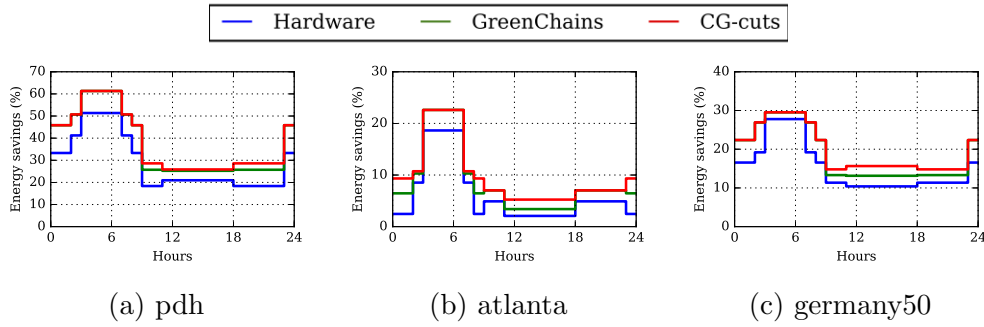 Hardware GreenChains CG-cuts
Energy savings (%)
70
60
50
40
30
20
10
0
0 6 12 18 24
Hours
(a) pdh
Energy savings (%)
30
20
10
0
0 6 12 18 24
Hours
(b) atlanta
Energy savings (%)
40
30
20
10
0
0 6 12 18 24
Hours
(c) germany50